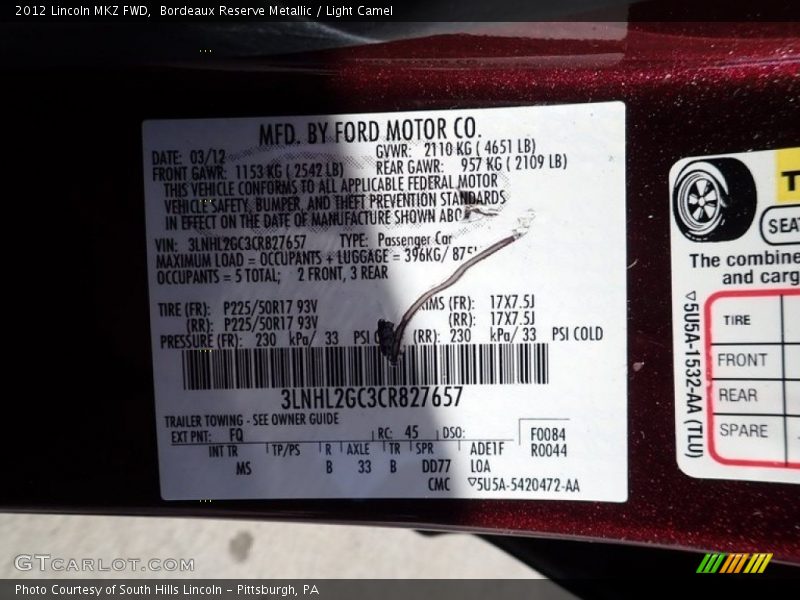 2012 Lincoln MKZ FWD,  Bordeaux Reserve Metallic / Light Camel
MFD. BY FORD MOTOR CO.
DATE: 03/12 GVWR: 2110 KG ( 4651 LB)
FRONT GAWR: 1153 KG ( 2542 LB) REAR GAWR: 957 KG ( 2109 LB)
THIS VEHICLE CONFORMS TO ALL APPLICABLE FEDERAL MOTOR
VEHICLE SAFETY, BUMPER, AND THEFT PREVENTION STANDARDS
IN EFFECT ON THE DATE OF MANUFACTURE SHOWN ABO
VIN: 3LNHL2GC3CR827657 TYPE: Passenger Car
MAXIMUM LOAD = OCCUPANTS + LUGGAGE = 396KG/ 875
OCCUPANTS = 5 TOTAL; 2 FRONT, 3 REAR
TIRE (FR): P225/50R17 93V RIMS (FR): 17X7.5J
(RR): P225/50R17 93V (RR): 17X7.5J
PRESSURE (FR): 230 kPa/ 33 PSI (RR): 230 kPa/ 33 PSI COLD
3LNHL2GC3CR827657
TRAILER TOWING - SEE OWNER GUIDE
EXT PNT: FQ RC: 45 DSO: F0084
INT TR TP/PS R AXLE TR SPR ADE1F R0044
MS B 33 B DD77 LOA
CMC 5U5A-5420472-AA
T
SEA
The combine
and carg
TIRE
FRONT
REAR
SPARE
5U5A-1532-AA (TLU)
GTCARLOT.COM
Photo Courtesy of South Hills Lincoln – Pittsburgh, PA